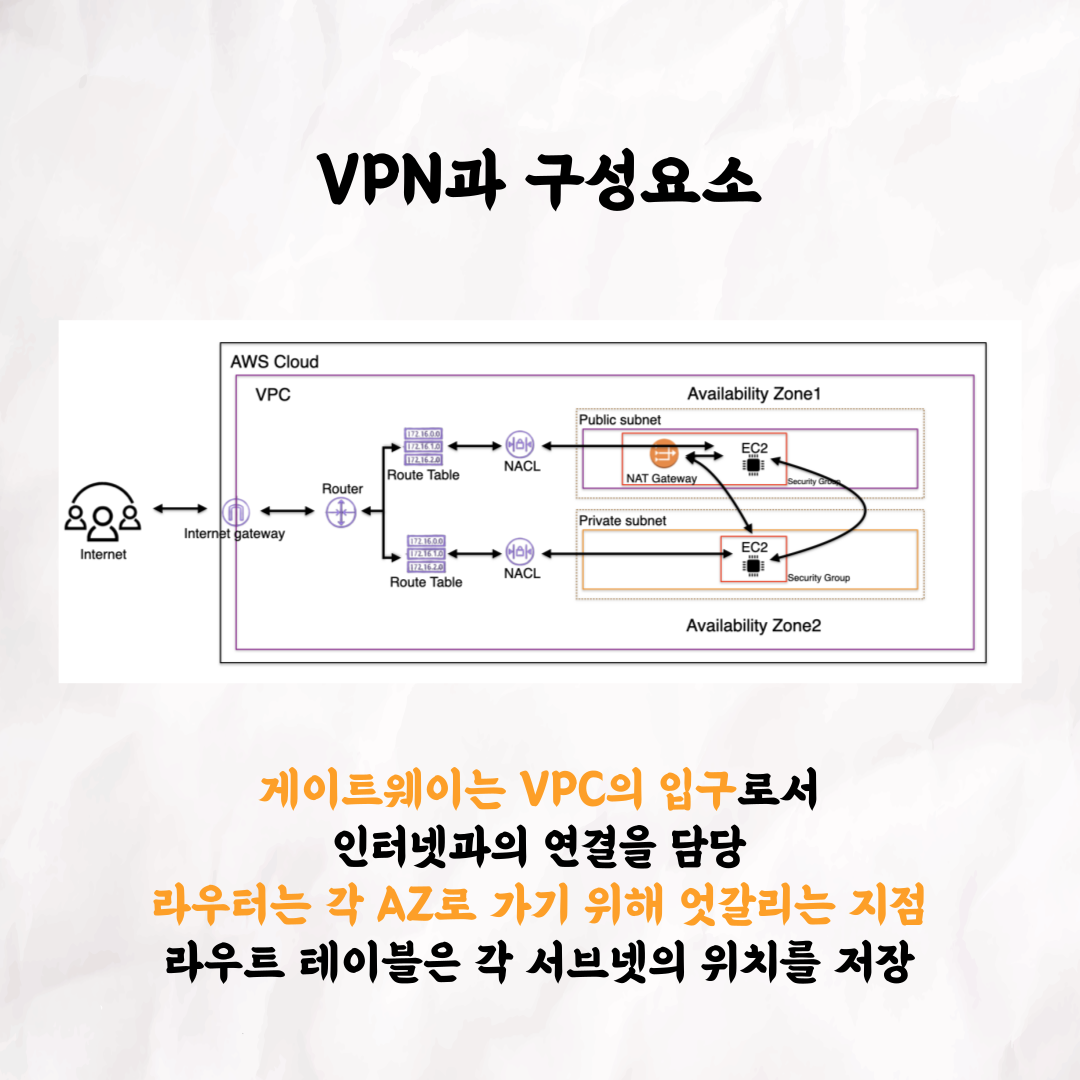 VPN과 구성요소
AWS Cloud
VPC
Availability Zone1
Public subnet
172.16.0.0
172.16.1.0
172.16.2.0
Route Table
NACL
NAT Gateway
EC2
Security Group
Router
Internet
Internet gateway
Private subnet
172.16.0.0
172.16.1.0
172.16.2.0
Route Table
NACL
EC2
Security Group
Availability Zone2
게이트웨이는 VPC의 입구로서
인터넷과의 연결을 담당
라우터는 각 AZ로 가기 위해 엇갈리는 지점
라우트 테이블은 각 서브넷의 위치를 저장